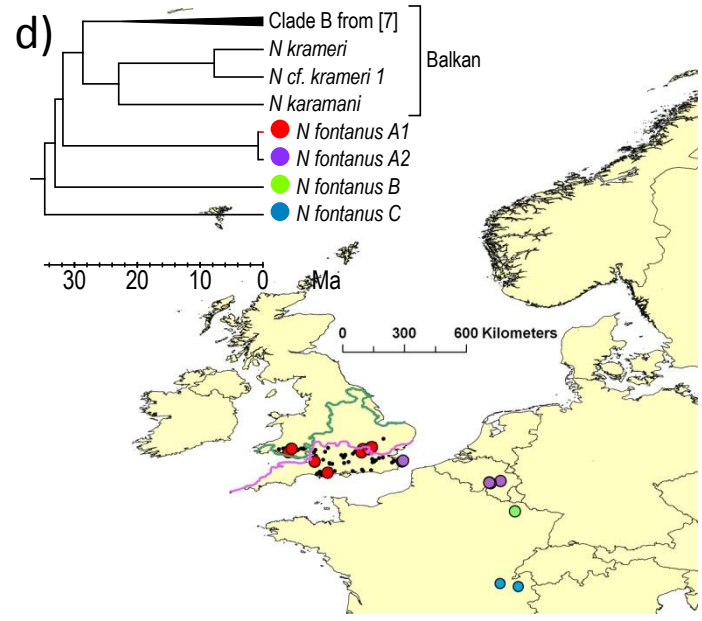 d)
Clade B from [7]
N krameri
N cf. krameri 1
N karamani
Balkan
N fontanus A1
N fontanus A2
N fontanus B
N fontanus C
30 20 10 0 Ma
0 300 600 Kilometers